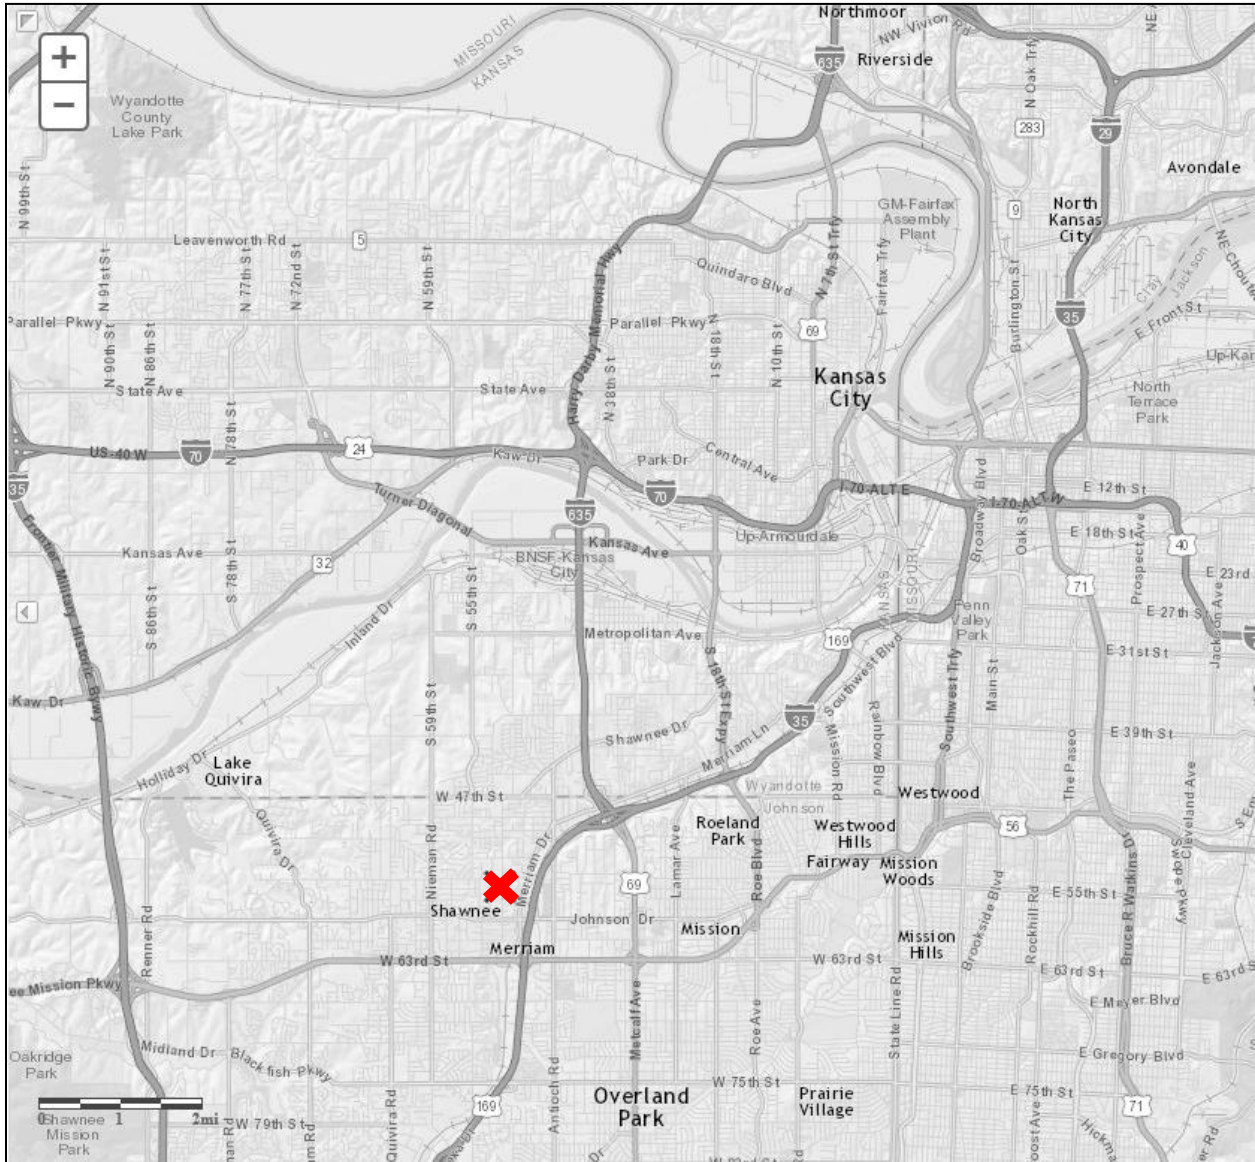 Northmoor
NW Vivion Rd
MISSOURI
KANSAS
635
Riverside
+
−
Wyandotte
County
Lake Park
N Oak Trfy
283
29
Avondale
N 99th St
GM-Fairfax
Assembly
Plant
9
North
Kansas
City
Leavenworth Rd
5
N 91st St
N 77th St
N 72nd St
N 59th St
Harry Darby Memorial Hwy
Quindaro Blvd
N 7th St Trfy
Fairfax Trfy
Burlington St
Clay
Jackson
35
E Front St
Parallel Pkwy
Parallel Pkwy
69
N 90th St
N 86th St
N 18th St
N 10th St
State Ave
State Ave
N 38th St
Kansas
City
North
Terrace
Park
N 78th St
US-40 W
70
24
Kaw Dr
Park Dr
Central Ave
70
I-70-ALT E
I-70-ALT W
Broadway Blvd
E 12th St
35
Turner Diagonal
635
Oak St
E 18th St
Prospect Ave
40
Kansas Ave
Kansas Ave
Up-Armourdale
BNSF-Kansas
City
32
S 78th St
S 86th St
Frontier Military Historic Bywy
Inland Dr
S 55th St
KANSAS
MISSOURI
71
E 23rd
E 27th St
Jackson Ave
Metropolitan Ave
169
Penn
Valley
Park
E 31st St
S 18th St Expy
Southwest Blvd
Southwest Trfy
Main St
Kaw Dr
S 59th St
Shawnee Dr
Merriam Ln
35
S Mission Rd
Rainbow Blvd
The Paseo
E 39th St
Holliday Dr
Lake
Quivira
W 47th St
Wyandotte
Johnson
Westwood
Cleveland Ave
Quivira Dr
Nieman Rd
Merriam Dr
Lamar Ave
Roeland
Park
Roe Blvd
Westwood
Hills
Fairway
Mission
Woods
56
Swope Pkwy
69
E 55th St
Shawnee
Johnson Dr
Mission
Mission
Hills
Brookside Blvd
Rockhill Rd
Bruce R Watkins Dr
Renner Rd
Merriam
W 63rd St
W 63rd St
E 63rd St
E 63rd St
ee Mission Pkwy
Metcalf Ave
State Line Rd
E Meyer Blvd
Oakridge
Park
Midland Dr
Blackfish Pkwy
Antioch Rd
Roe Ave
E Gregory Blvd
W 75th St
E 75th St
0 1 2mi
Shawnee
Mission
Park
W 79th St
Quivira Rd
169
Overland
Park
Prairie
Village
71